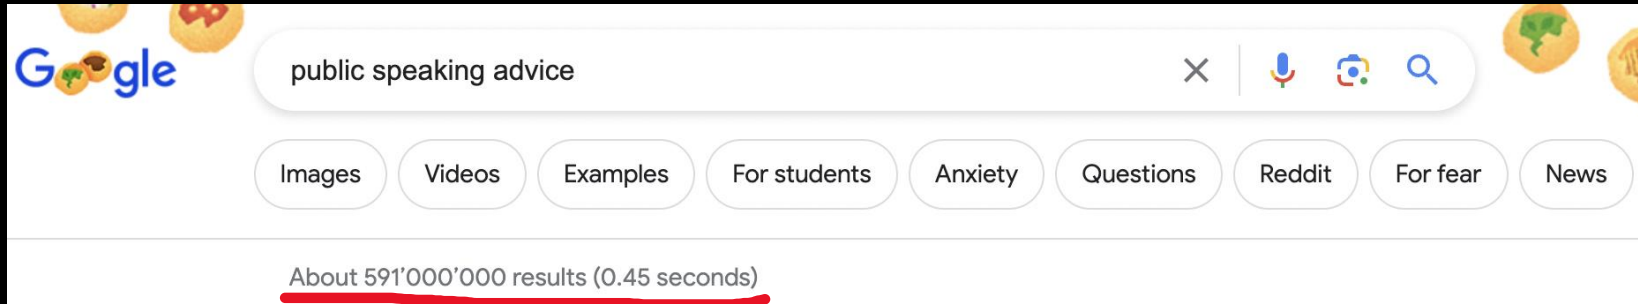 Google
public speaking advice
Images Videos Examples For students Anxiety Questions Reddit For fear News
About 591’000’000 results (0.45 seconds)